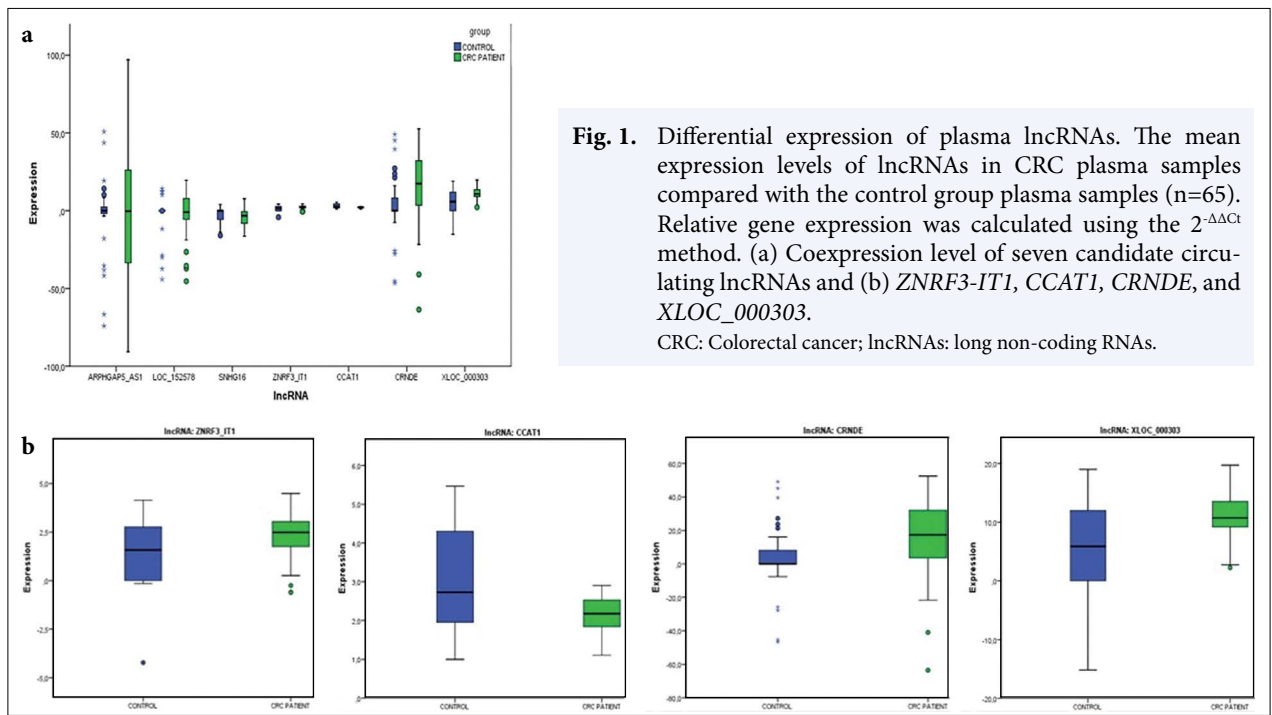 a
group
CONTROL
CRC PATIENT
100,0
50,0
,0
-50,0
-100,0
Expression
ARPHGAP5_AS1 LOC_152578 SNHG16 ZNRF3_IT1 CCAT1 CRNDE XLOC_000303
lncRNA
Fig. 1. Differential expression of plasma lncRNAs. The mean
expression levels of lncRNAs in CRC plasma samples
compared with the control group plasma samples (n=65).
Relative gene expression was calculated using the 2-ΔΔCt
method. (a) Coexpression level of seven candidate circu-
lating lncRNAs and (b) ZNRF3-IT1, CCAT1, CRNDE, and
XLOC_000303.
CRC: Colorectal cancer; lncRNAs: long non-coding RNAs.
b
lncRNA: ZNRF3_IT1
5,0
2,5
,0
-2,5
-5,0
Expression
CONTROL CRC PATIENT
lncRNA: CCAT1
6,0
5,0
4,0
3,0
2,0
1,0
,0
Expression
CONTROL CRC PATIENT
lncRNA: CRNDE
60,0
40,0
20,0
,0
-20,0
-40,0
-60,0
-80,0
Expression
CONTROL CRC PATIENT
lncRNA: XLOC_000303
20,0
10,0
,0
-10,0
-20,0
Expression
CONTROL CRC PATIENT